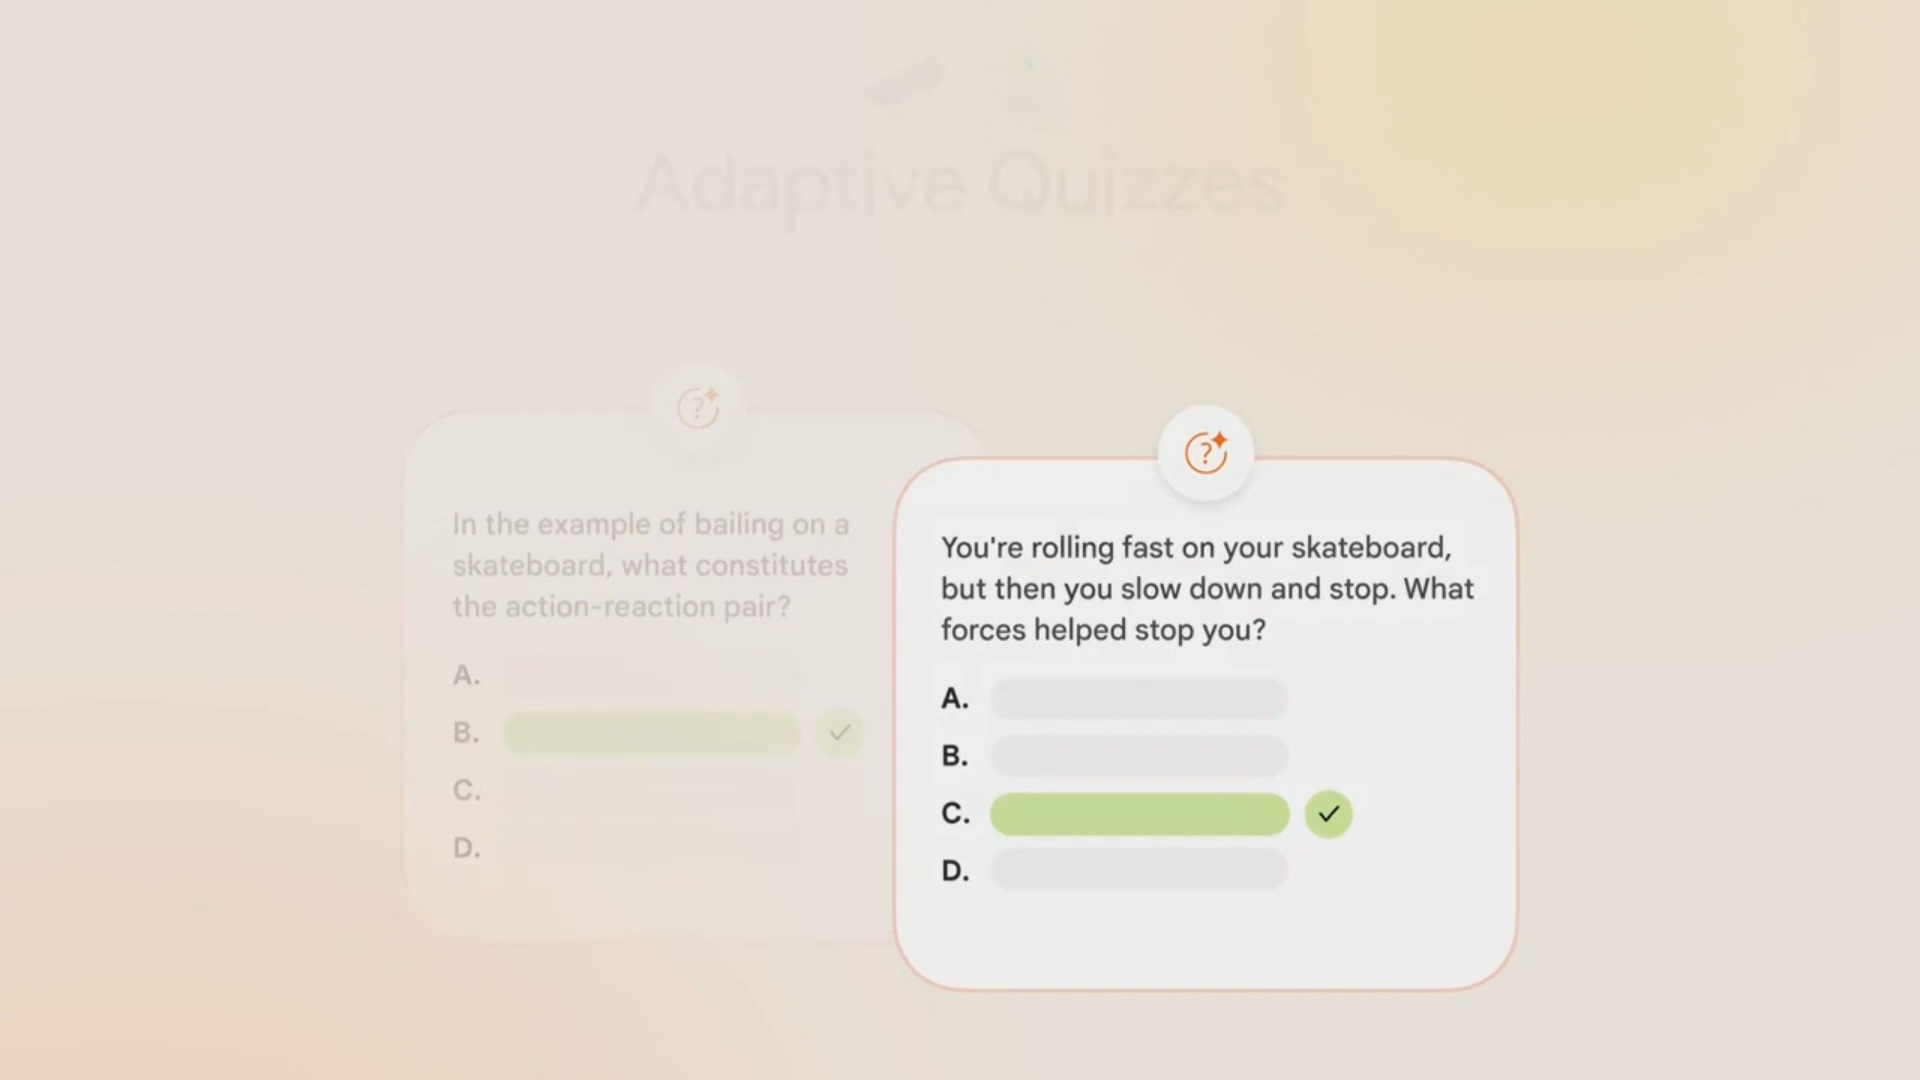 Adaptive Quizzes
In the example of bailing on a
skateboard, what constitutes
the action-reaction pair?
A.
B.
C.
D.
You're rolling fast on your skateboard,
but then you slow down and stop. What
forces helped stop you?
A.
B.
C.
D.